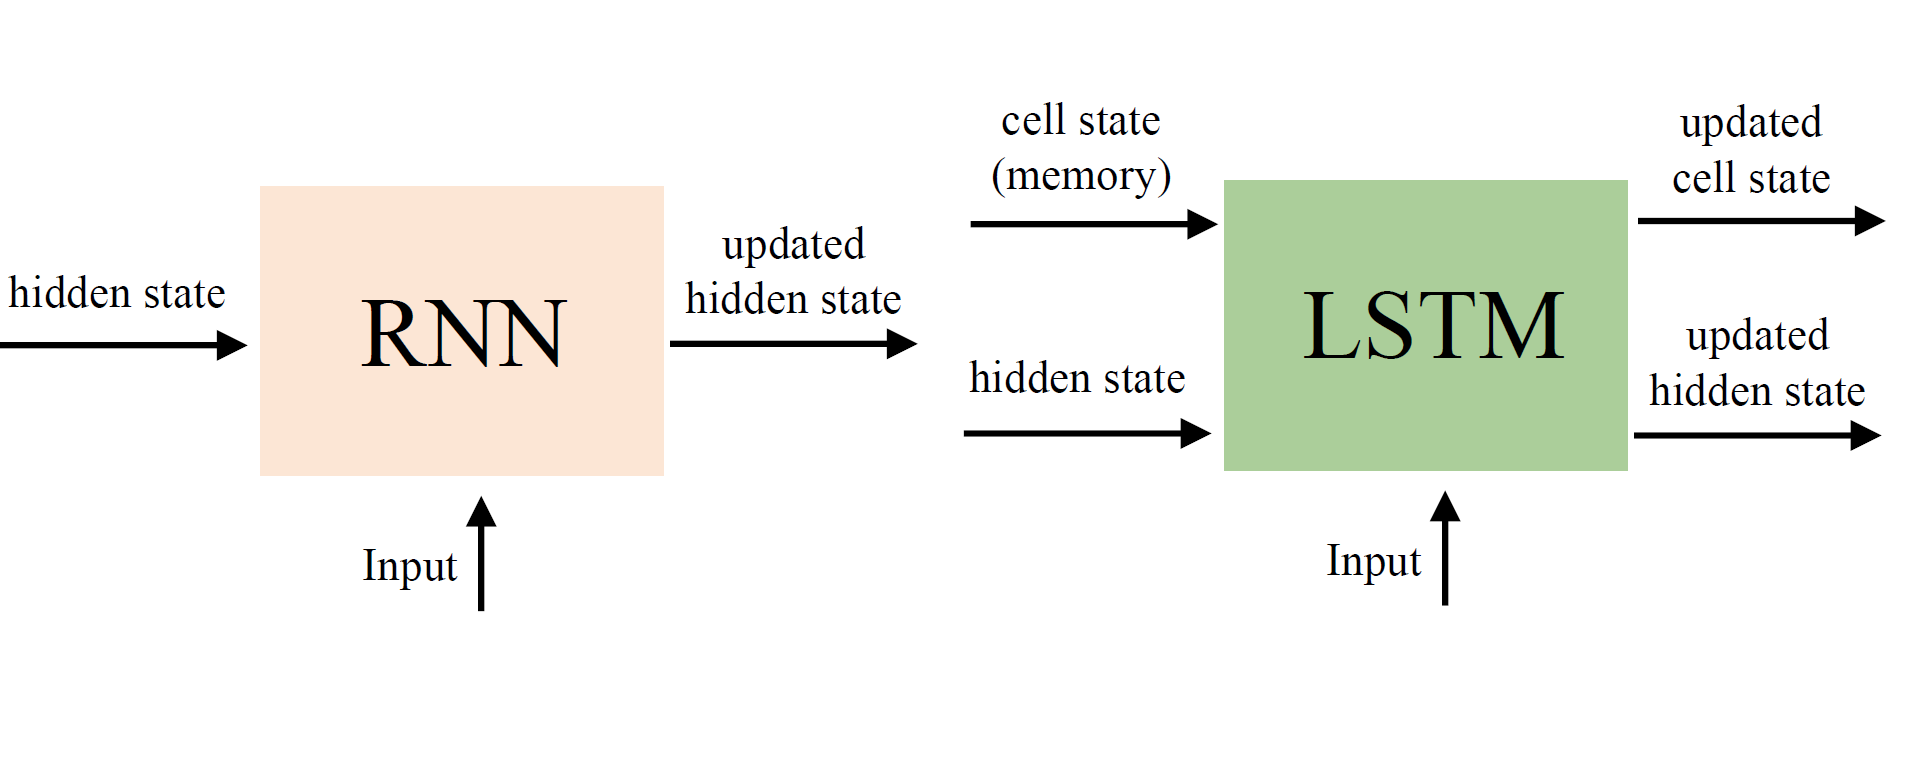 hidden state
RNN
updated
hidden state
Input
cell state
(memory)
hidden state
LSTM
updated
cell state
updated
hidden state
Input